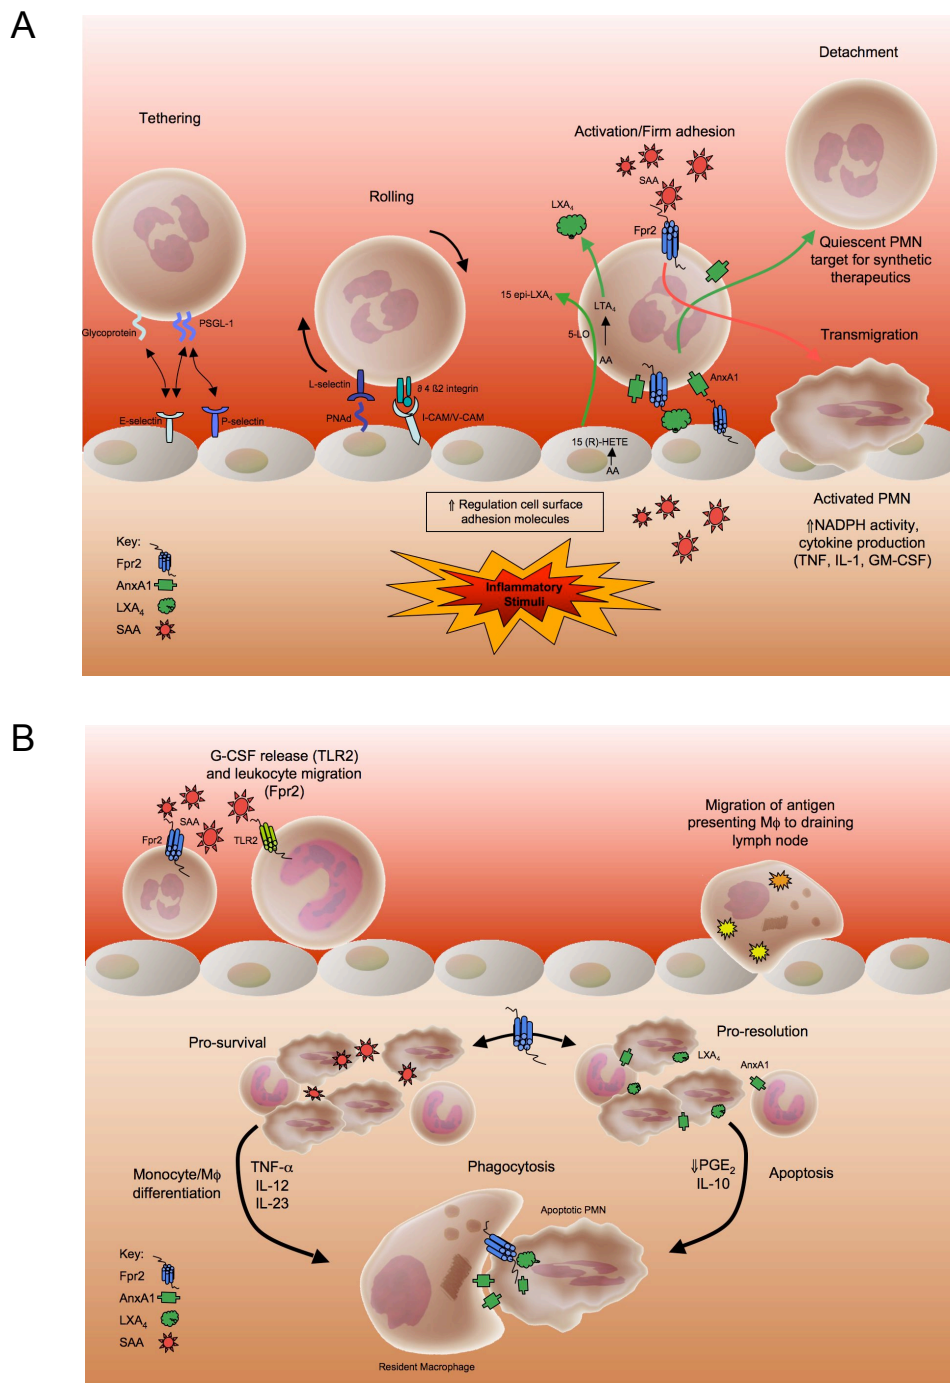 A
Detachment
Tethering
Activation/Firm adhesion
SAA
Rolling
LXA₄
Fpr2
Quiescent PMN
target for synthetic
therapeutics
15 epi-LXA₄
LTA₄
Glycoprotein
PSGL-1
5-LO
Transmigration
AA
AnxA1
L-selectin
∂ 4 ß2 integrin
E-selectin
P-selectin
PNAd
I-CAM/V-CAM
15 (R)-HETE
AA
⇑ Regulation cell surface
adhesion molecules
Activated PMN
⇑NADPH activity,
cytokine production
(TNF, IL-1, GM-CSF)
Key:
Fpr2
AnxA1
LXA₄
SAA
Inflammatory
Stimuli
B
G-CSF release (TLR2)
and leukocyte migration
(Fpr2)
SAA
Fpr2
TLR2
Migration of antigen
presenting Mϕ to draining
lymph node
Pro-survival
Pro-resolution
LXA₄
AnxA1
Monocyte/Mϕ
differentiation
TNF-α
IL-12
IL-23
Phagocytosis
⇓PGE₂
IL-10
Apoptosis
Apoptotic PMN
Key:
Fpr2
AnxA1
LXA₄
SAA
Resident Macrophage